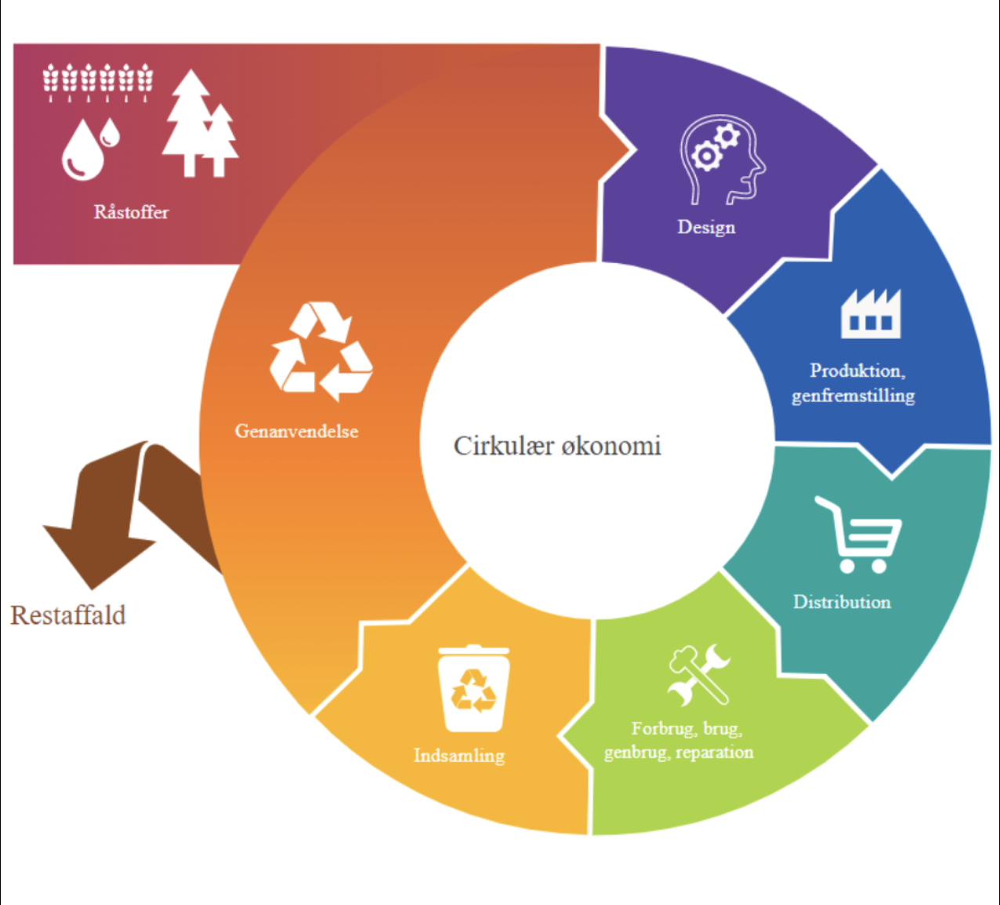 Råstoffer
Design
Produktion,
genfremstilling
Genanvendelse
Cirkulær økonomi
Distribution
Restaffald
Forbrug, brug,
genbrug, reparation
Indsamling